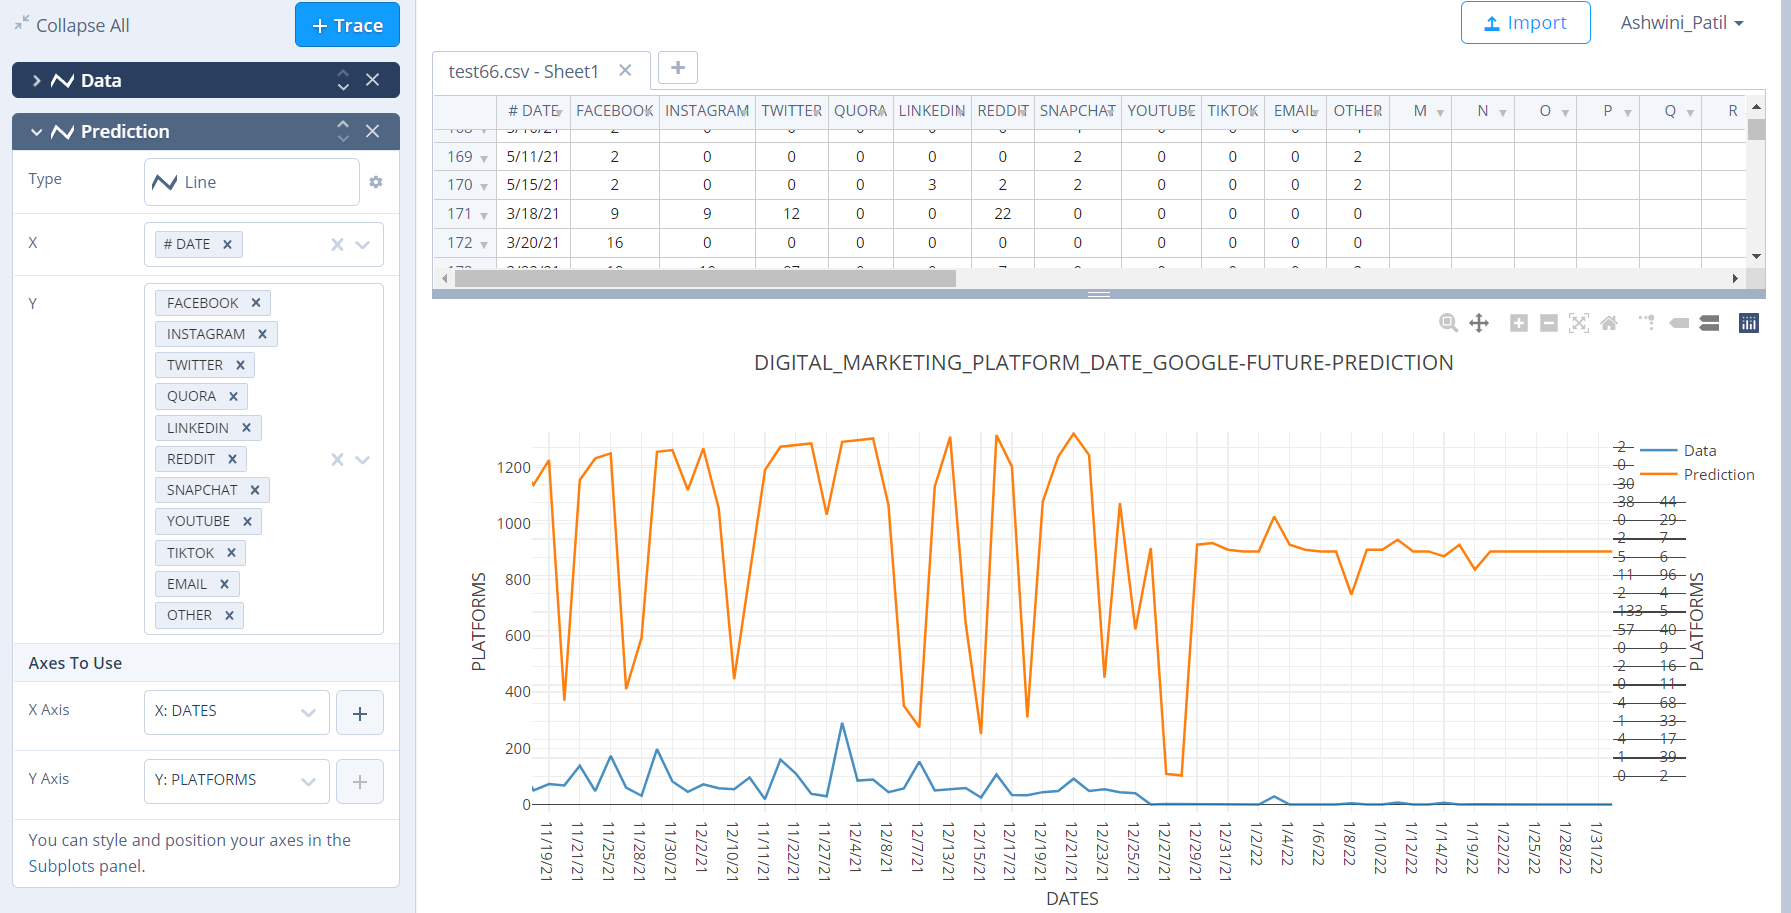 Collapse All
+ Trace
Data
Prediction
Type
Line
X
# DATE
Y
FACEBOOK
INSTAGRAM
TWITTER
QUORA
LINKEDIN
REDDIT
SNAPCHAT
YOUTUBE
TIKTOK
EMAIL
OTHER
Axes To Use
X Axis
X: DATES
Y Axis
Y: PLATFORMS
You can style and position your axes in the
Subplots panel.
Import
Ashwini_Patil
test66.csv - Sheet1
# DATE FACEBOOK INSTAGRAM TWITTER QUORA LINKEDIN REDDIT SNAPCHAT YOUTUBE TIKTOK EMAIL OTHER M N O P Q R
169 5/11/21 2 0 0 0 0 0 2 0 0 0 2
170 5/15/21 2 0 0 0 3 2 2 0 0 0 2
171 3/18/21 9 9 12 0 0 22 0 0 0 0 0
172 3/20/21 16 0 0 0 0 0 0 0 0 0 0
DIGITAL_MARKETING_PLATFORM_DATE_GOOGLE-FUTURE-PREDICTION
Data
Prediction
PLATFORMS
1200
1000
800
600
400
200
0
2
0
30
38 44
0 29
2 7
5 6
11 96
2 4
133 5
57 40
0 9
2 16
0 11
4 68
1 33
4 17
1 39
0 2
PLATFORMS
11/19/21
11/21/21
11/25/21
11/28/21
11/30/21
12/2/21
12/10/21
11/11/21
11/22/21
11/27/21
12/4/21
12/8/21
12/7/21
12/13/21
12/15/21
12/17/21
12/19/21
12/21/21
12/23/21
12/25/21
12/27/21
12/29/21
12/31/21
1/2/22
1/4/22
1/6/22
1/8/22
1/10/22
1/12/22
1/14/22
1/19/22
1/22/22
1/25/22
1/28/22
1/31/22
DATES